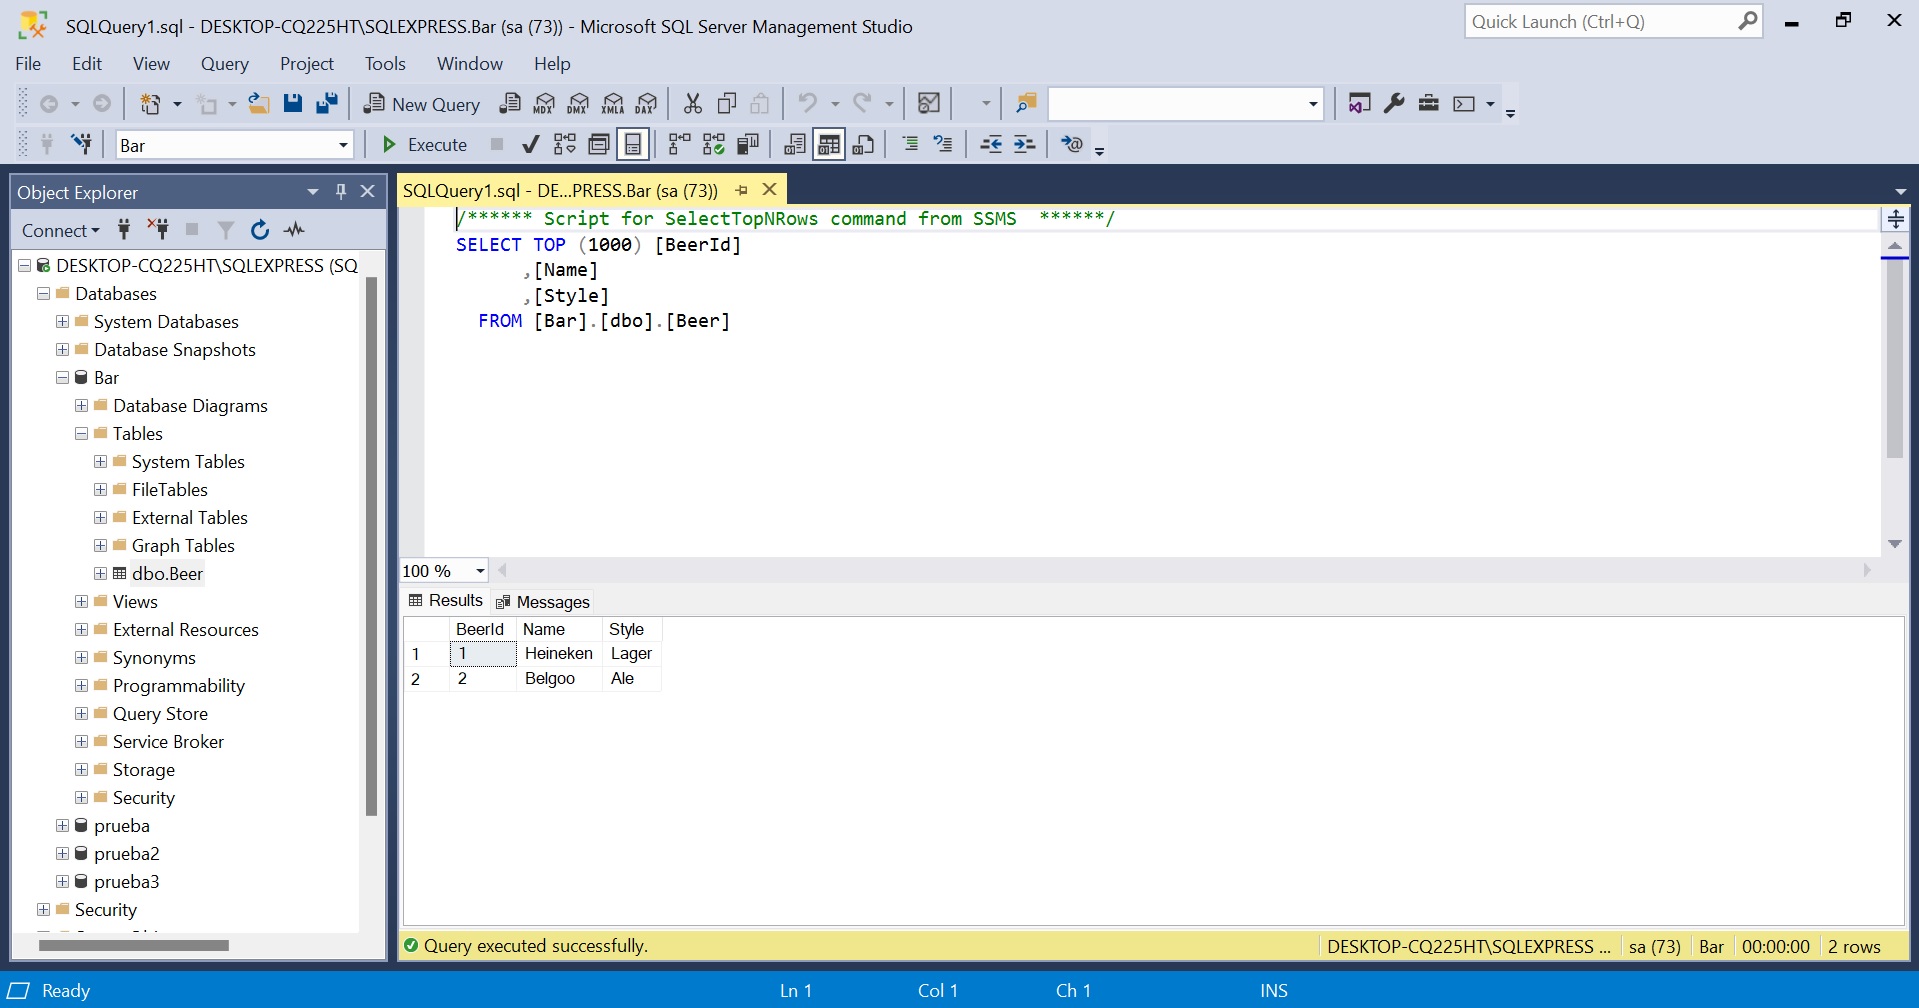 SQLQuery1.sql - DESKTOP-CQ225HT\SQLEXPRESS.Bar (sa (73)) - Microsoft SQL Server Management Studio
Quick Launch (Ctrl+Q)
File Edit View Query Project Tools Window Help
New Query MDX DMX XMLA DAX
Bar Execute
Object Explorer
Connect
DESKTOP-CQ225HT\SQLEXPRESS (SQ
Databases
System Databases
Database Snapshots
Bar
Database Diagrams
Tables
System Tables
FileTables
External Tables
Graph Tables
dbo.Beer
Views
External Resources
Synonyms
Programmability
Query Store
Service Broker
Storage
Security
prueba
prueba2
prueba3
Security
SQLQuery1.sql - DE...PRESS.Bar (sa (73))
/****** Script for SelectTopNRows command from SSMS ******/
SELECT TOP (1000) [BeerId]
,[Name]
,[Style]
FROM [Bar].[dbo].[Beer]
100 %
Results Messages
BeerId Name Style
1 1 Heineken Lager
2 2 Belgoo Ale
Query executed successfully. DESKTOP-CQ225HT\SQLEXPRESS ... sa (73) Bar 00:00:00 2 rows
Ready Ln 1 Col 1 Ch 1 INS